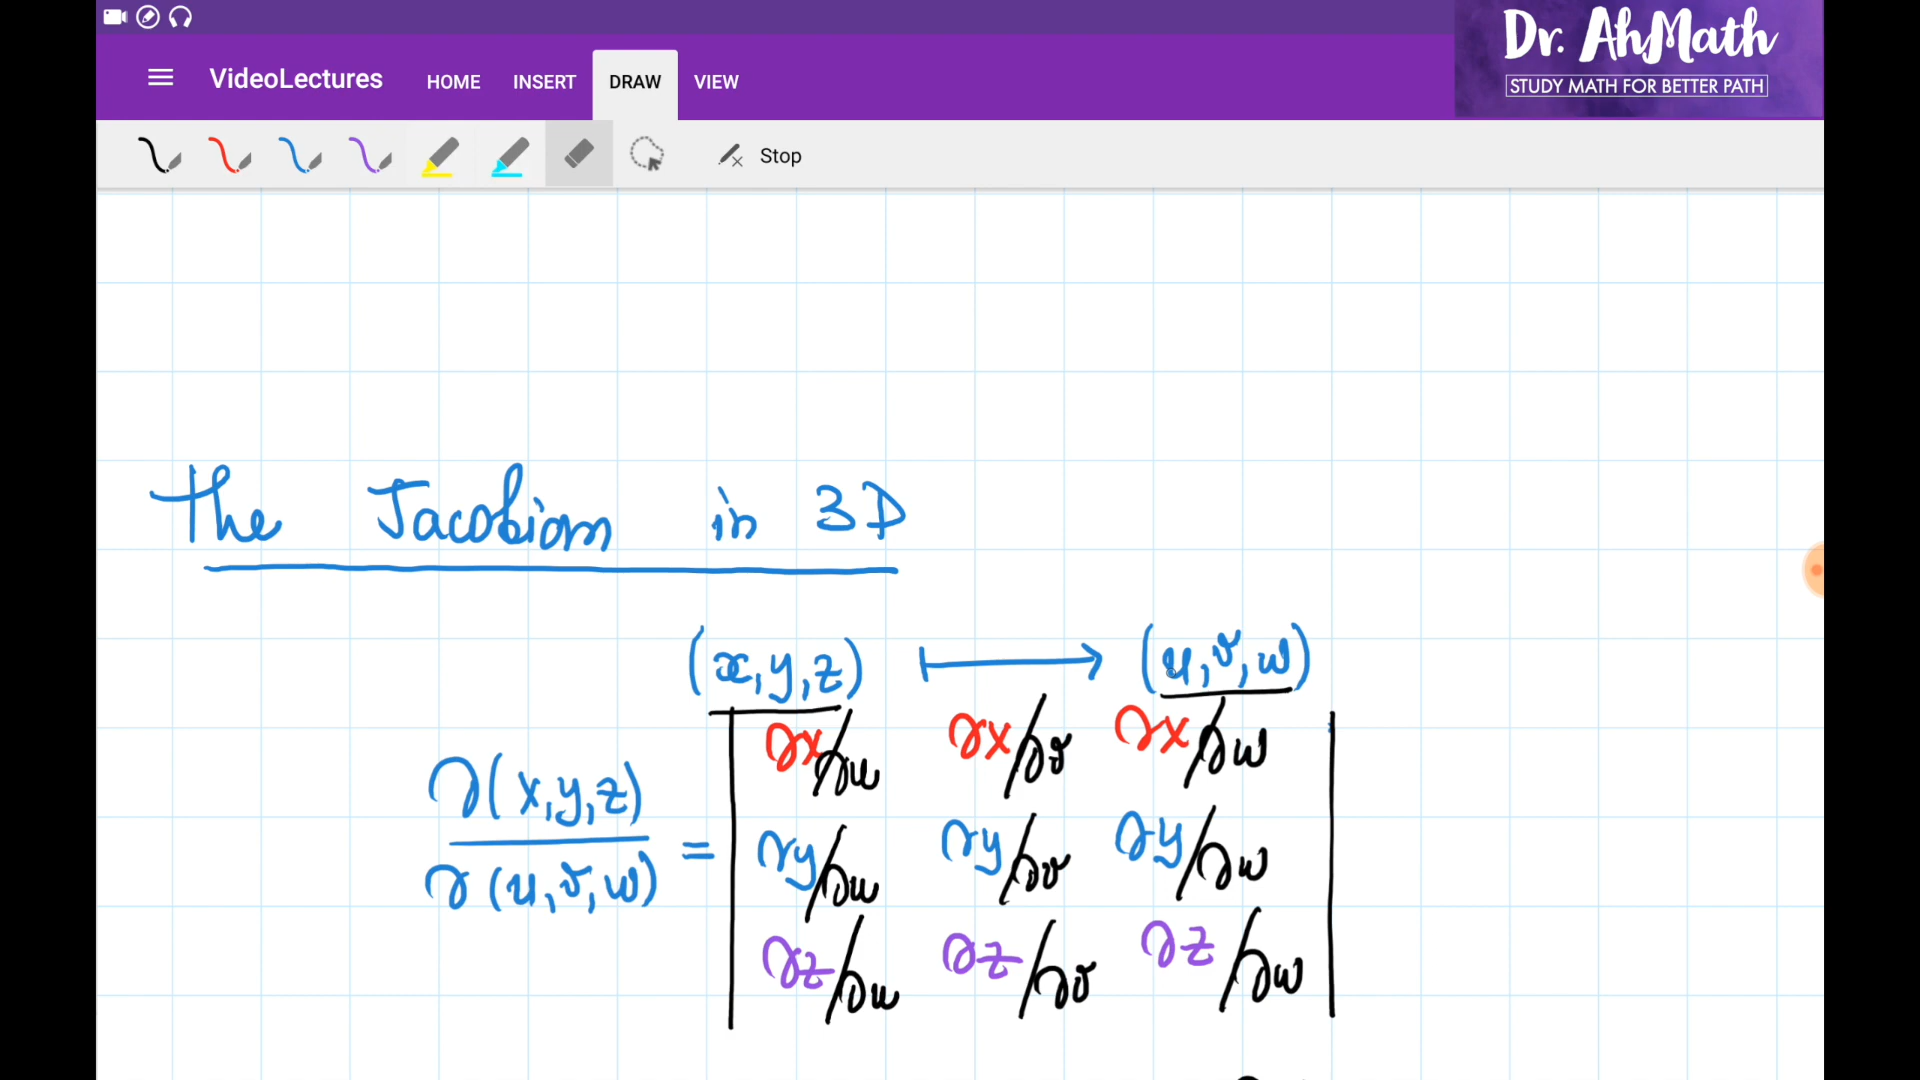 Dr. AhMath
STUDY MATH FOR BETTER PATH
VideoLectures HOME INSERT DRAW VIEW
Stop
The Jacobian in 3D
(x,y,z) ⟼ (u,v,w)
∂(x,y,z)/∂(u,v,w) =
∂x/∂u ∂x/∂v ∂x/∂w
∂y/∂u ∂y/∂v ∂y/∂w
∂z/∂u ∂z/∂v ∂z/∂w